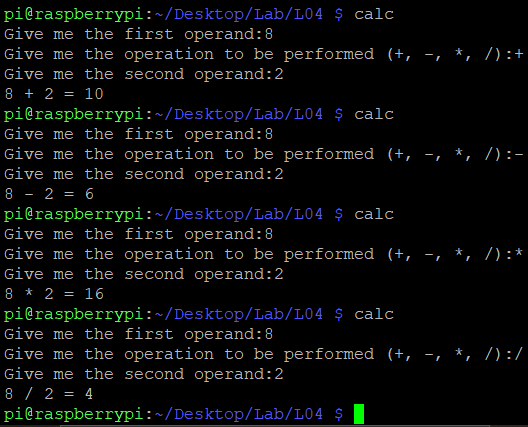 pi@raspberrypi:~/Desktop/Lab/L04 $ calc
Give me the first operand:8
Give me the operation to be performed (+, -, *, /):+
Give me the second operand:2
8 + 2 = 10
pi@raspberrypi:~/Desktop/Lab/L04 $ calc
Give me the first operand:8
Give me the operation to be performed (+, -, *, /):-
Give me the second operand:2
8 - 2 = 6
pi@raspberrypi:~/Desktop/Lab/L04 $ calc
Give me the first operand:8
Give me the operation to be performed (+, -, *, /):*
Give me the second operand:2
8 * 2 = 16
pi@raspberrypi:~/Desktop/Lab/L04 $ calc
Give me the first operand:8
Give me the operation to be performed (+, -, *, /):/
Give me the second operand:2
8 / 2 = 4
pi@raspberrypi:~/Desktop/Lab/L04 $